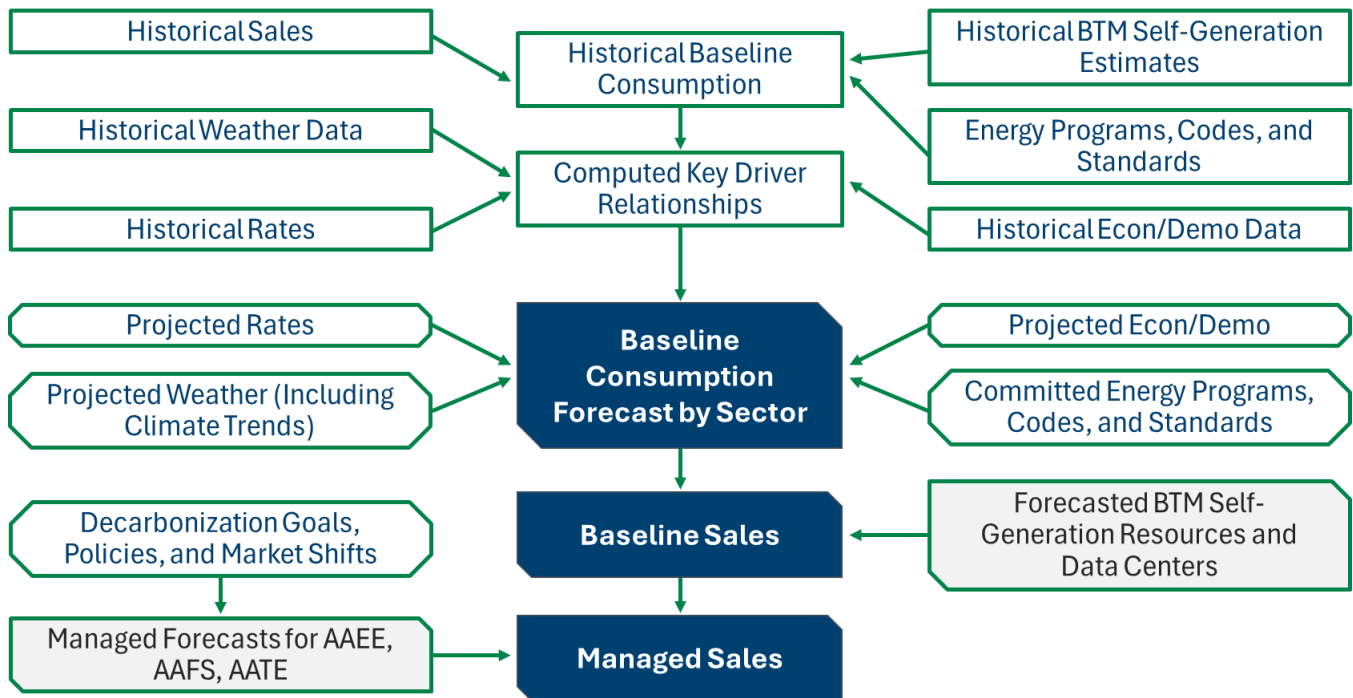 Historical Sales
Historical Baseline
Consumption
Historical BTM Self-Generation
Estimates
Historical Weather Data
Energy Programs, Codes, and
Standards
Computed Key Driver
Relationships
Historical Rates
Historical Econ/Demo Data
Projected Rates
Baseline
Consumption
Forecast by Sector
Projected Econ/Demo
Projected Weather (Including
Climate Trends)
Committed Energy Programs,
Codes, and Standards
Decarbonization Goals,
Policies, and Market Shifts
Baseline Sales
Forecasted BTM Self-
Generation Resources and
Data Centers
Managed Forecasts for AAEE,
AAFS, AATE
Managed Sales